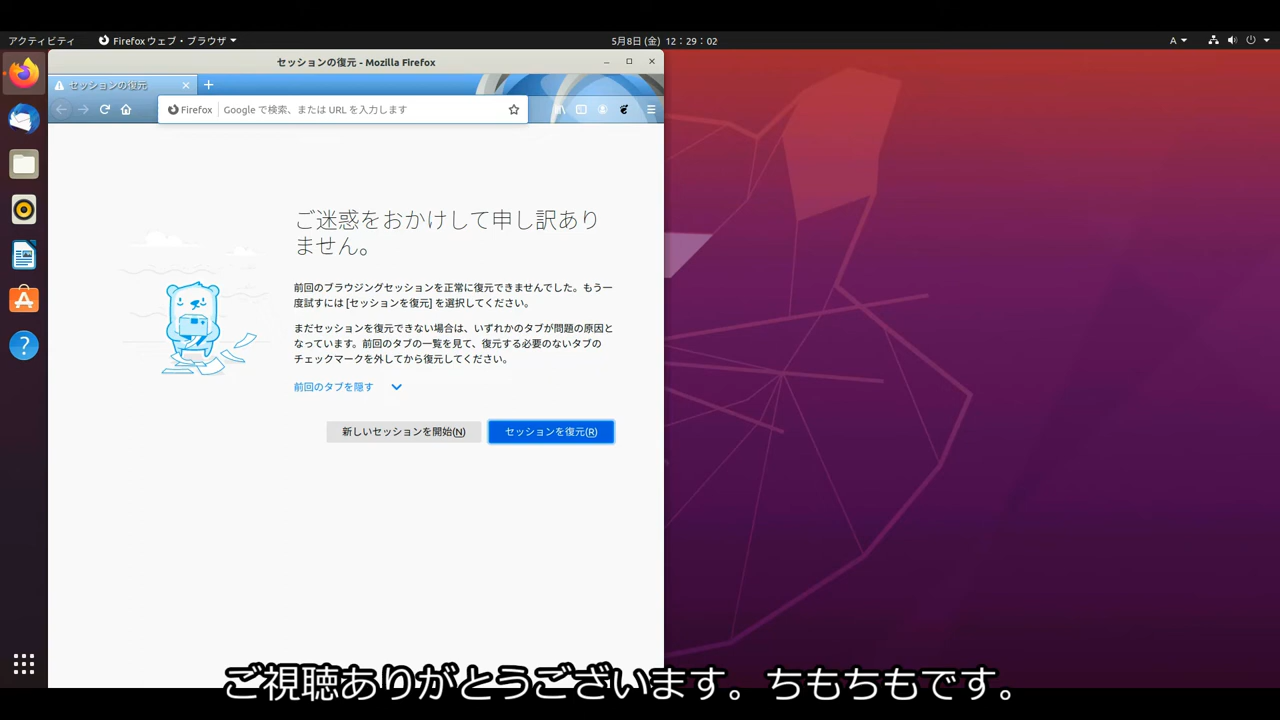 アクティビティ
Firefox ウェブ・ブラウザ
5月8日 (金) 12:29:02
A
セッションの復元 - Mozilla Firefox
セッションの復元
Firefox
Google で検索、または URL を入力します
ご迷惑をおかけして申し訳あり
ません。
前回のブラウジングセッションを正常に復元できませんでした。もう一
度試すには [セッションを復元] を選択してください。
まだセッションを復元できない場合は、いずれかのタブが問題の原因と
なっています。前回のタブの一覧を見て、復元する必要のないタブの
チェックマークを外してから復元してください。
前回のタブを隠す
新しいセッションを開始(N)
セッションを復元(R)
ご視聴ありがとうございます。ちもちもです。